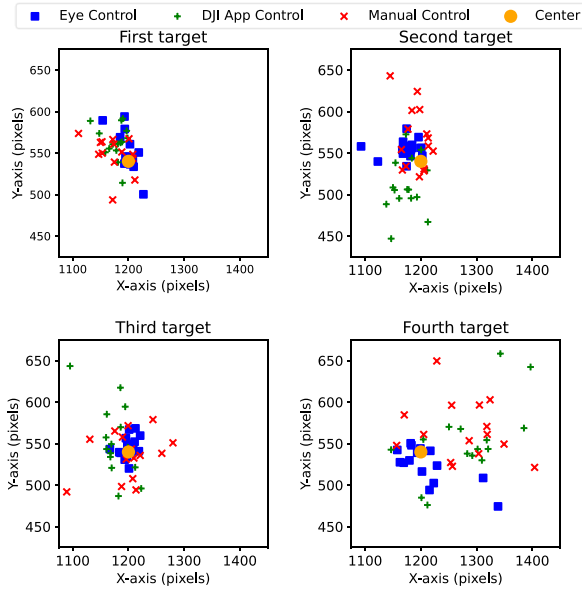 Eye Control DJI App Control Manual Control Center
First target Second target
650 650
600 600
Y-axis (pixels) Y-axis (pixels)
550 550
500 500
450 450
1100 1200 1300 1400 1100 1200 1300 1400
X-axis (pixels) X-axis (pixels)
Third target Fourth target
650 650
600 600
Y-axis (pixels) Y-axis (pixels)
550 550
500 500
450 450
1100 1200 1300 1400 1100 1200 1300 1400
X-axis (pixels) X-axis (pixels)